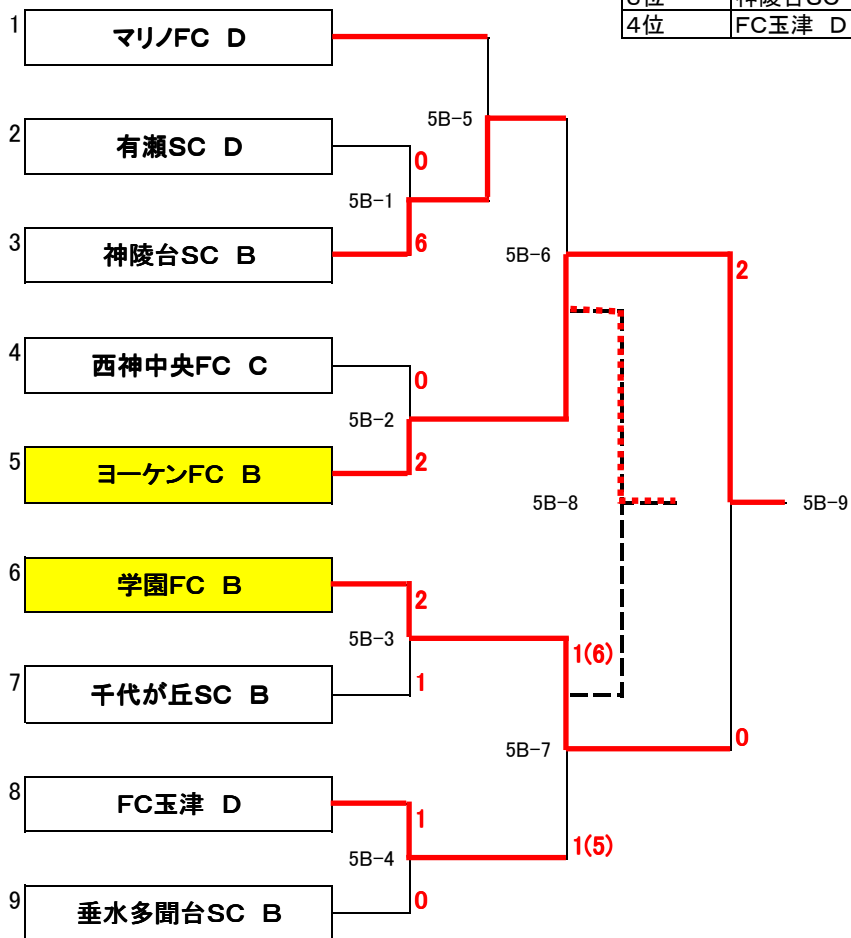 3位 神陵台SC
4位 FC玉津 D
1 マリノFC D
5B-5
2 有瀬SC D
0
5B-1
3 神陵台SC B
6
5B-6
2
4 西神中央FC C
0
5B-2
5 ヨーケンFC B
2
5B-8
5B-9
6 学園FC B
2
5B-3
1(6)
7 千代が丘SC B
1
5B-7
0
8 FC玉津 D
1
1(5)
5B-4
9 垂水多聞台SC B
0